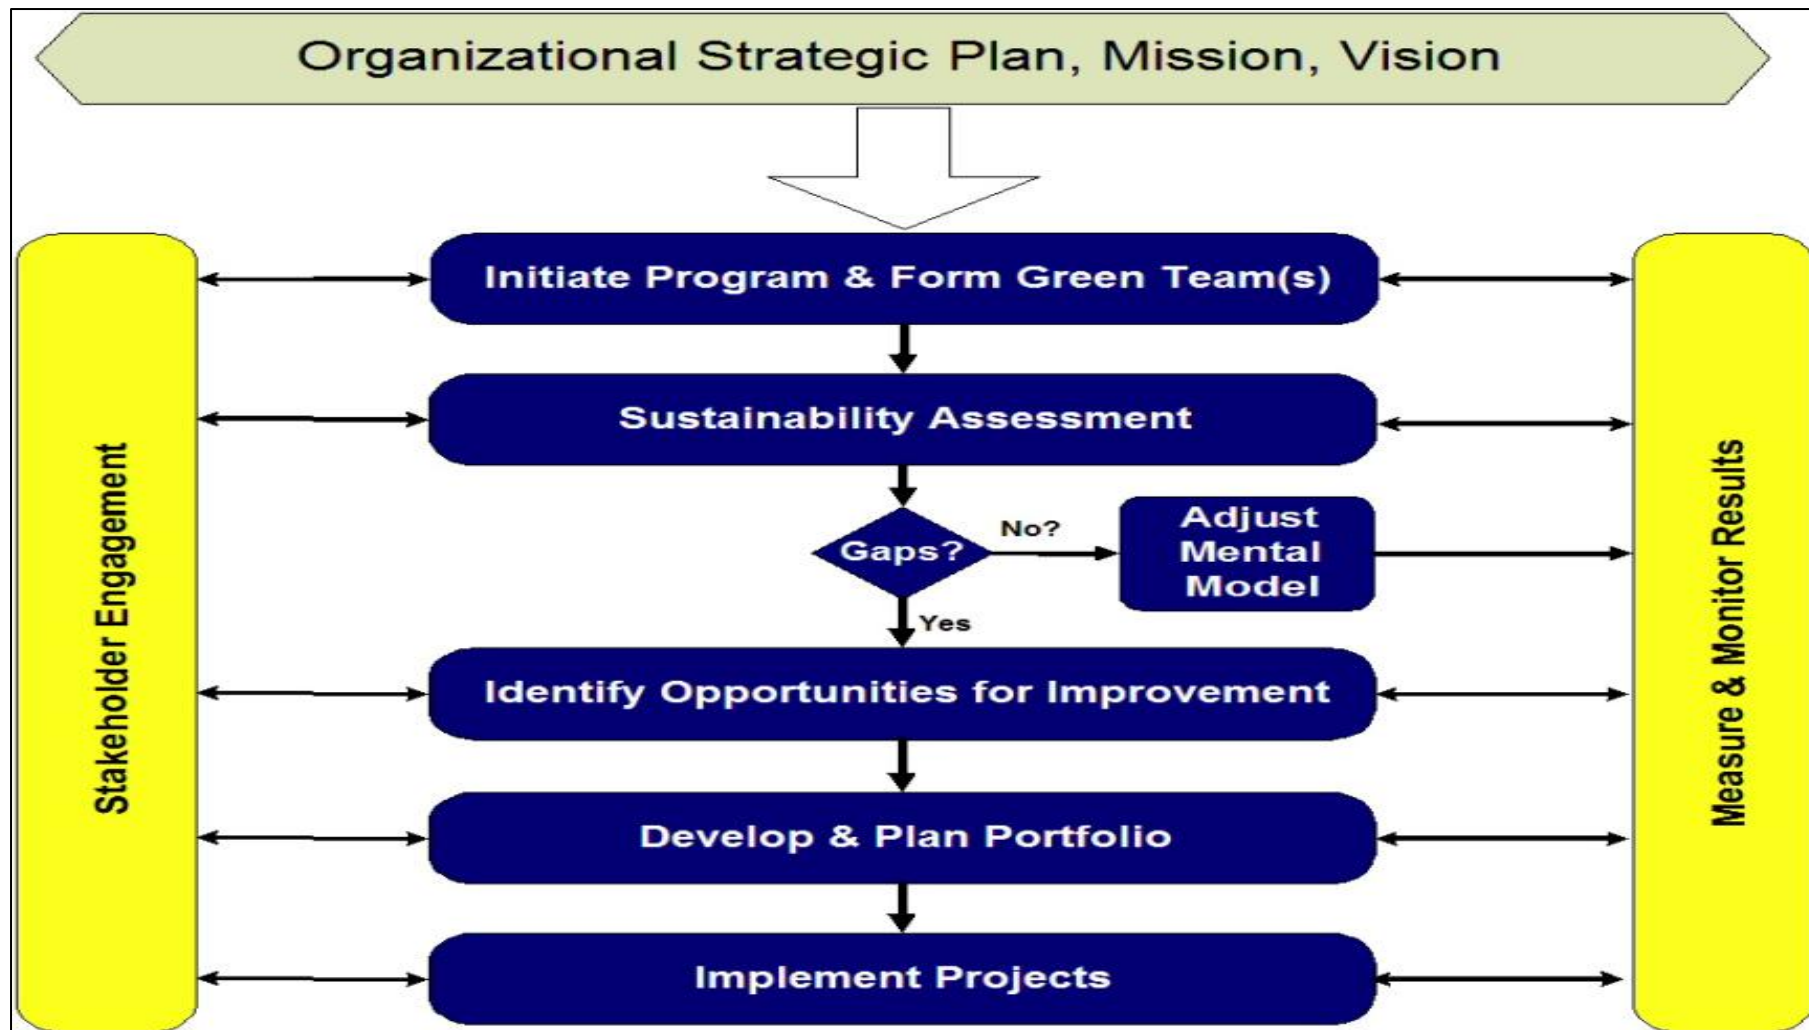 Organizational Strategic Plan, Mission, Vision
Initiate Program & Form Green Team(s)
Sustainability Assessment
Gaps?
No?
Adjust
Mental
Model
Yes
Identify Opportunities for Improvement
Develop & Plan Portfolio
Implement Projects
Stakeholder Engagement
Measure & Monitor Results